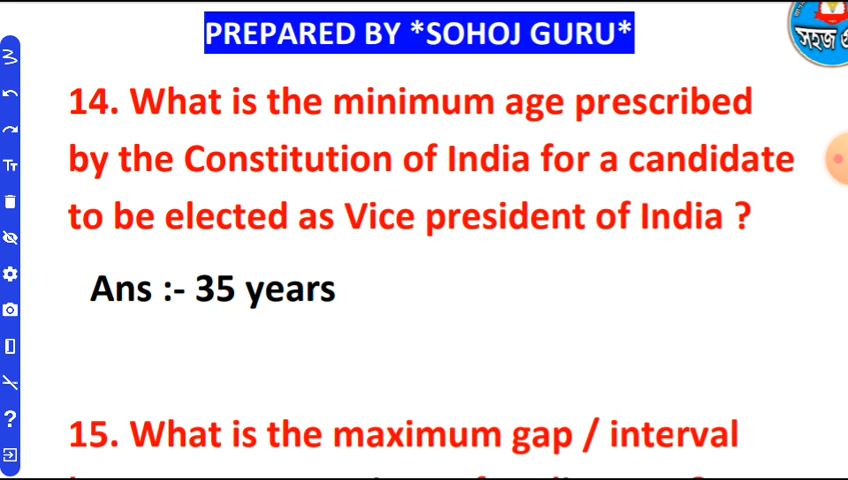 PREPARED BY *SOHOJ GURU*
সহজ
14. What is the minimum age prescribed
by the Constitution of India for a candidate
to be elected as Vice president of India ?
Ans :- 35 years
15. What is the maximum gap / interval